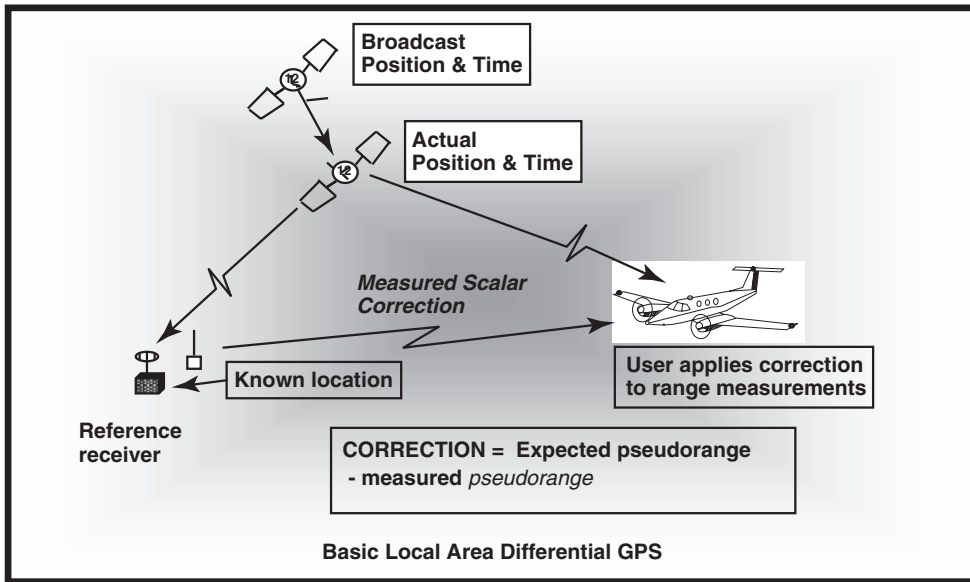 Broadcast
Position & Time
Actual
Position & Time
Measured Scalar
Correction
Known location
User applies correction
to range measurements
Reference
receiver
CORRECTION = Expected pseudorange
- measured pseudorange
Basic Local Area Differential GPS